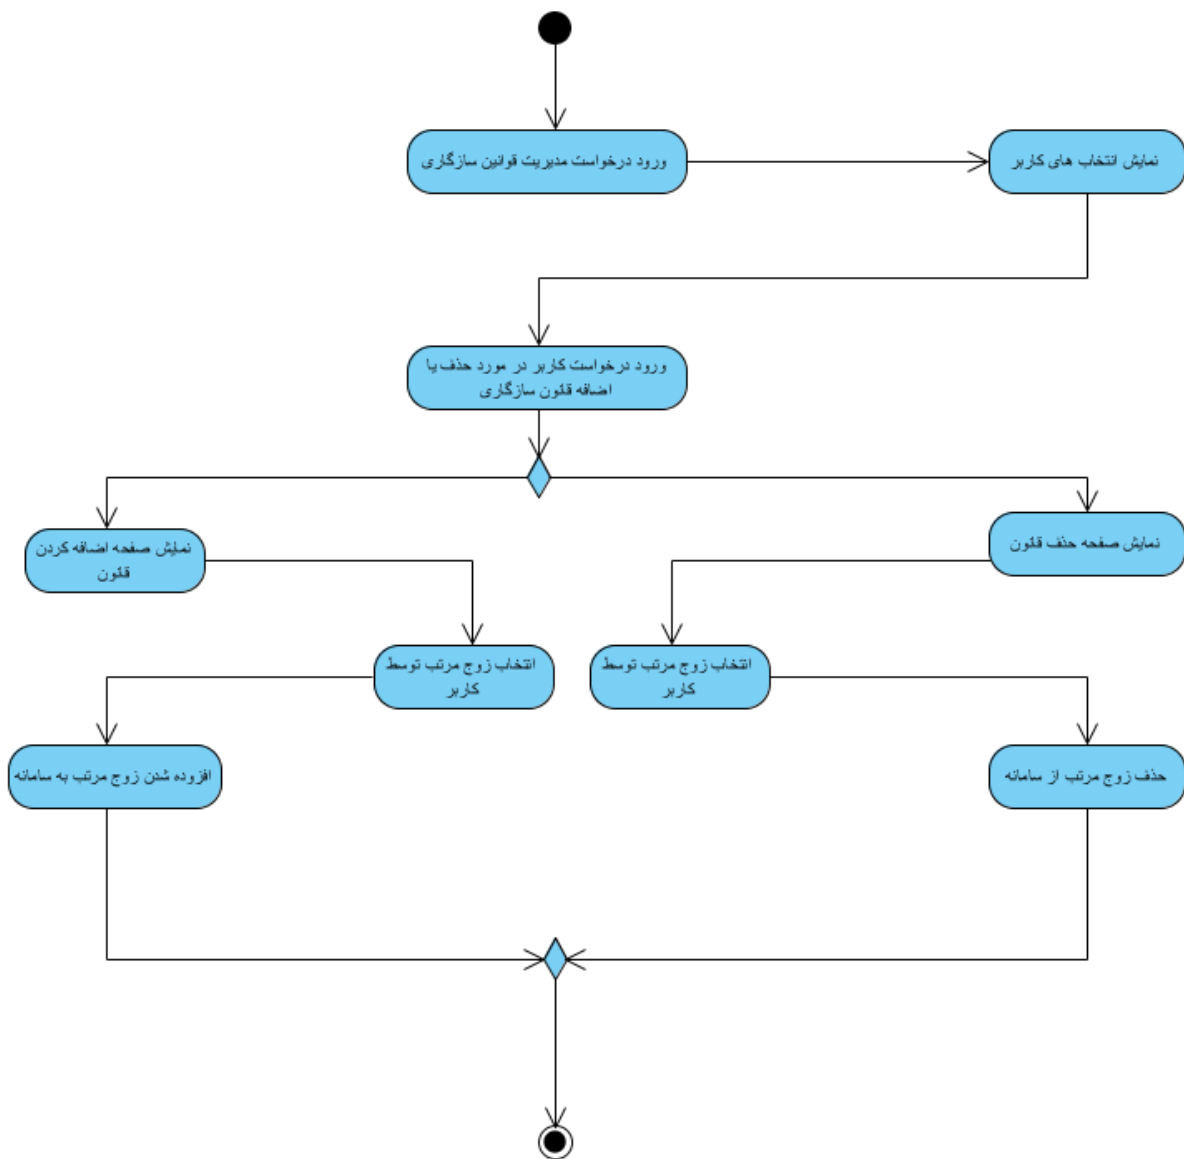 ورود درخواست مدیریت قوانین سازگاری
نمایش انتخاب های کاربر
ورود درخواست کاربر در مورد حذف یا
اضافه قانون سازگاری
نمایش صفحه اضافه کردن
قانون
نمایش صفحه حذف قانون
انتخاب زوج مرتب توسط
کاربر
انتخاب زوج مرتب توسط
کاربر
افزوده شدن زوج مرتب به سامانه
حذف زوج مرتب از سامانه